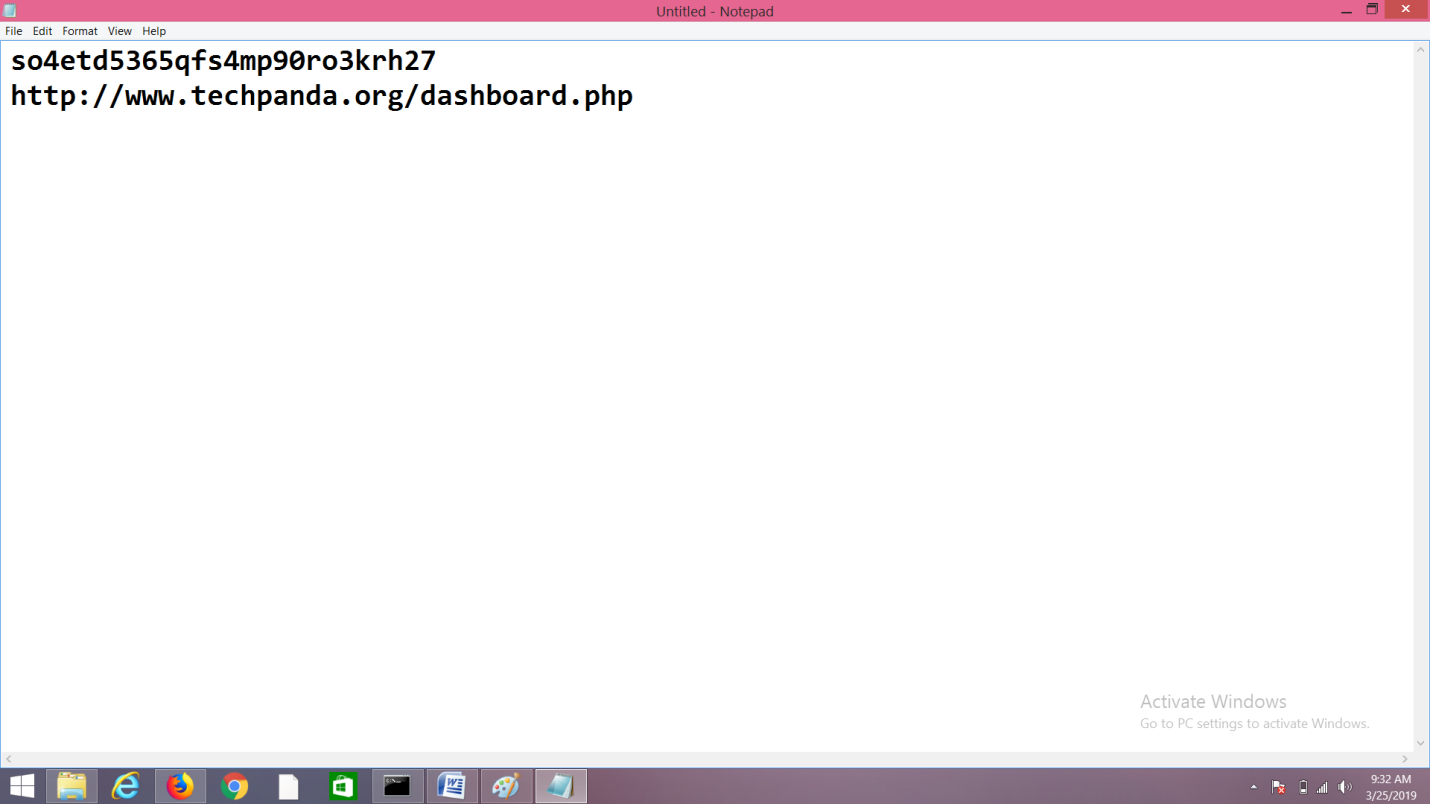 Untitled - Notepad
File Edit Format View Help
so4etd5365qfs4mp90ro3krh27
http://www.techpanda.org/dashboard.php
Activate Windows
Go to PC settings to activate Windows.
9:32 AM
3/25/2019